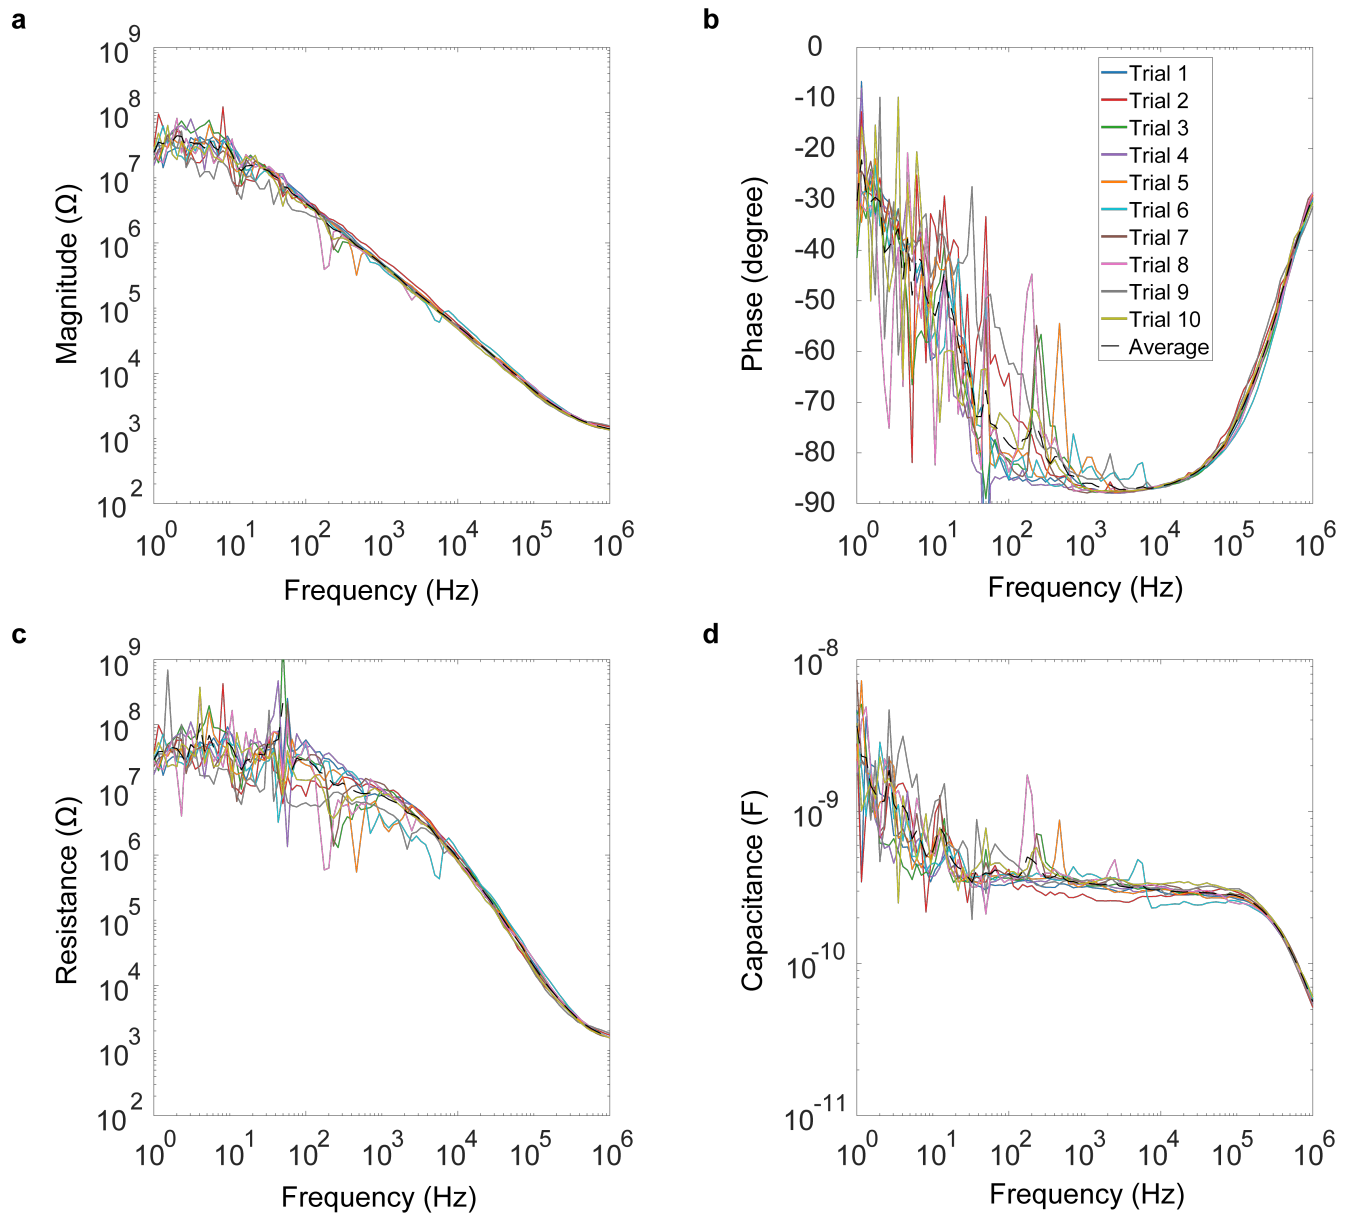 a
10^9
10^8
10^7
10^6
10^5
10^4
10^3
10^2
Magnitude (Ω)
10^0 10^1 10^2 10^3 10^4 10^5 10^6
Frequency (Hz)
b
0
-10
-20
-30
-40
-50
-60
-70
-80
-90
Phase (degree)
Trial 1
Trial 2
Trial 3
Trial 4
Trial 5
Trial 6
Trial 7
Trial 8
Trial 9
Trial 10
Average
10^0 10^1 10^2 10^3 10^4 10^5 10^6
Frequency (Hz)
c
10^9
10^8
10^7
10^6
10^5
10^4
10^3
10^2
Resistance (Ω)
10^0 10^1 10^2 10^3 10^4 10^5 10^6
Frequency (Hz)
d
10^-8
10^-9
10^-10
10^-11
Capacitance (F)
10^0 10^1 10^2 10^3 10^4 10^5 10^6
Frequency (Hz)